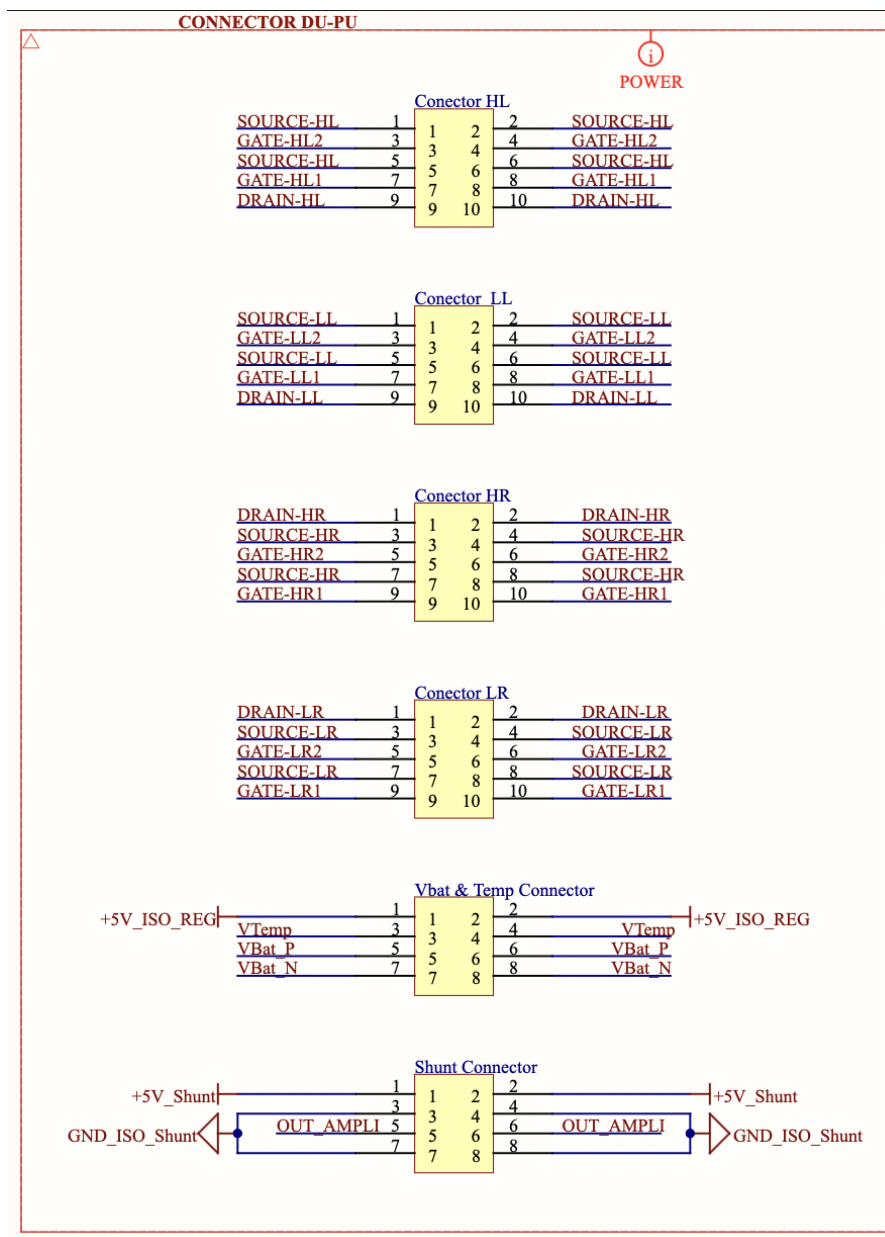 CONNECTOR DU-PU
i
POWER
Conector HL
SOURCE-HL 1 1 2 2 SOURCE-HL
GATE-HL2 3 3 4 4 GATE-HL2
SOURCE-HL 5 5 6 6 SOURCE-HL
GATE-HL1 7 7 8 8 GATE-HL1
DRAIN-HL 9 9 10 10 DRAIN-HL
Conector LL
SOURCE-LL 1 1 2 2 SOURCE-LL
GATE-LL2 3 3 4 4 GATE-LL2
SOURCE-LL 5 5 6 6 SOURCE-LL
GATE-LL1 7 7 8 8 GATE-LL1
DRAIN-LL 9 9 10 10 DRAIN-LL
Conector HR
DRAIN-HR 1 1 2 2 DRAIN-HR
SOURCE-HR 3 3 4 4 SOURCE-HR
GATE-HR2 5 5 6 6 GATE-HR2
SOURCE-HR 7 7 8 8 SOURCE-HR
GATE-HR1 9 9 10 10 GATE-HR1
Conector LR
DRAIN-LR 1 1 2 2 DRAIN-LR
SOURCE-LR 3 3 4 4 SOURCE-LR
GATE-LR2 5 5 6 6 GATE-LR2
SOURCE-LR 7 7 8 8 SOURCE-LR
GATE-LR1 9 9 10 10 GATE-LR1
Vbat & Temp Connector
+5V_ISO_REG 1 1 2 2 +5V_ISO_REG
VTemp 3 3 4 4 VTemp
VBat_P 5 5 6 6 VBat_P
VBat_N 7 7 8 8 VBat_N
Shunt Connector
+5V_Shunt 1 1 2 2 +5V_Shunt
3 3 4 4
GND_ISO_Shunt OUT_AMPLI 5 5 6 6 OUT_AMPLI GND_ISO_Shunt
7 7 8 8